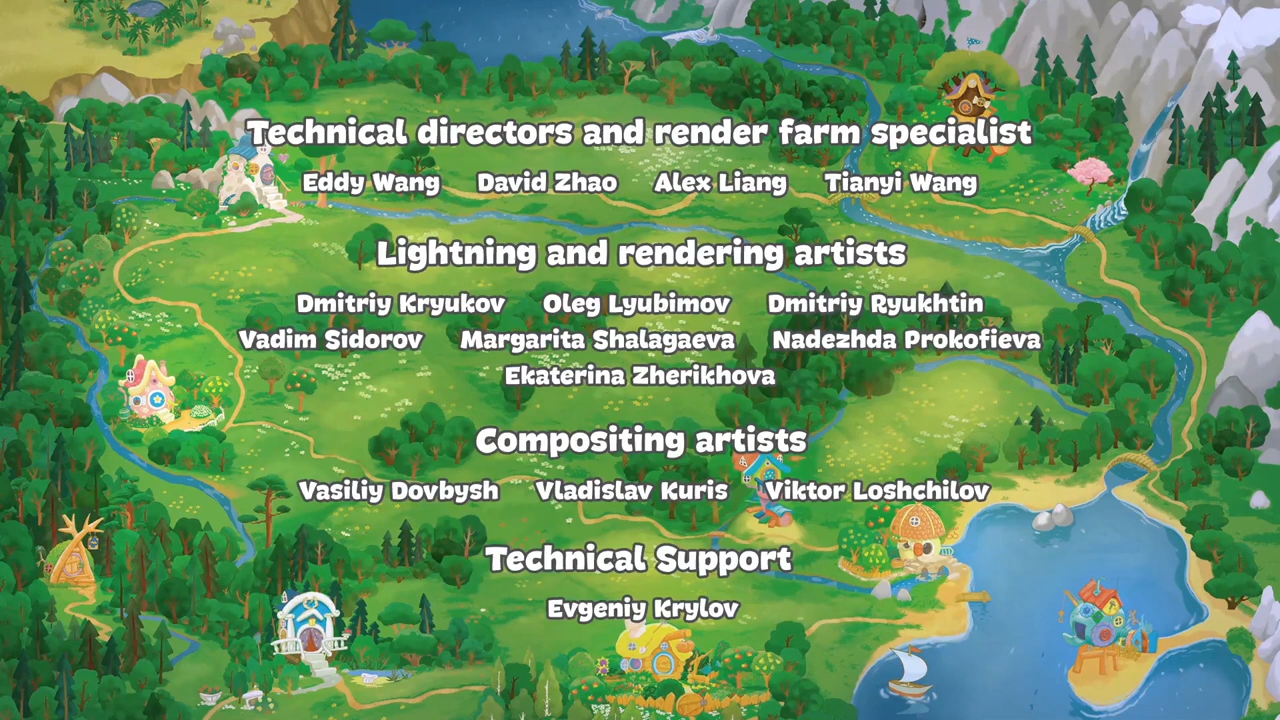 Technical directors and render farm specialist
Eddy Wang David Zhao Alex Liang Tianyi Wang
Lightning and rendering artists
Dmitriy Kryukov Oleg Lyubimov Dmitriy Ryukhtin
Vadim Sidorov Margarita Shalagaeva Nadezhda Prokofieva
Ekaterina Zherikhova
Compositing artists
Vasiliy Dovbysh Vladislav Kuris Viktor Loshchilov
Technical Support
Evgeniy Krylov